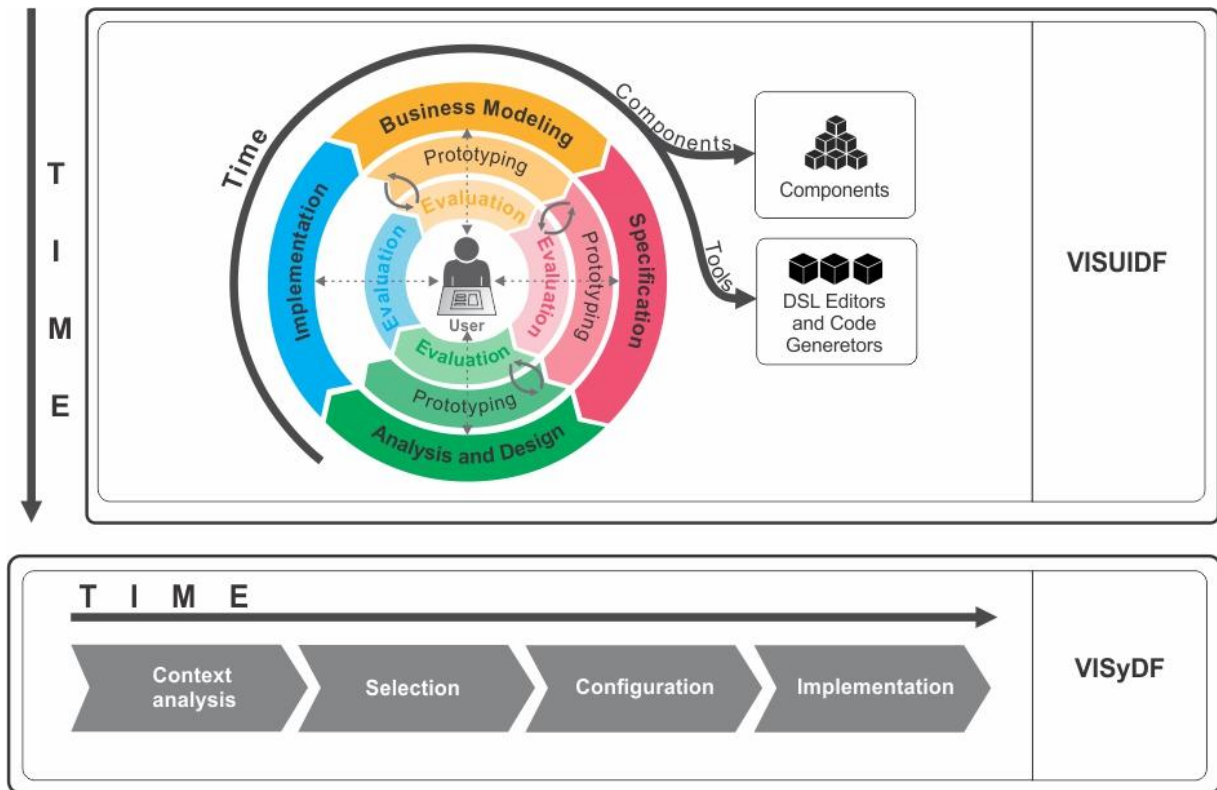 T
I
M
E
Time
Business Modeling
Prototyping
Evaluation
Implementation
Evaluation
User
Evaluation
Prototyping
Specification
Evaluation
Prototyping
Analysis and Design
Components
Tools
Components
DSL Editors
and Code
Generetors
VISUIDF
T I M E
Context
analysis
Selection
Configuration
Implementation
VISyDF